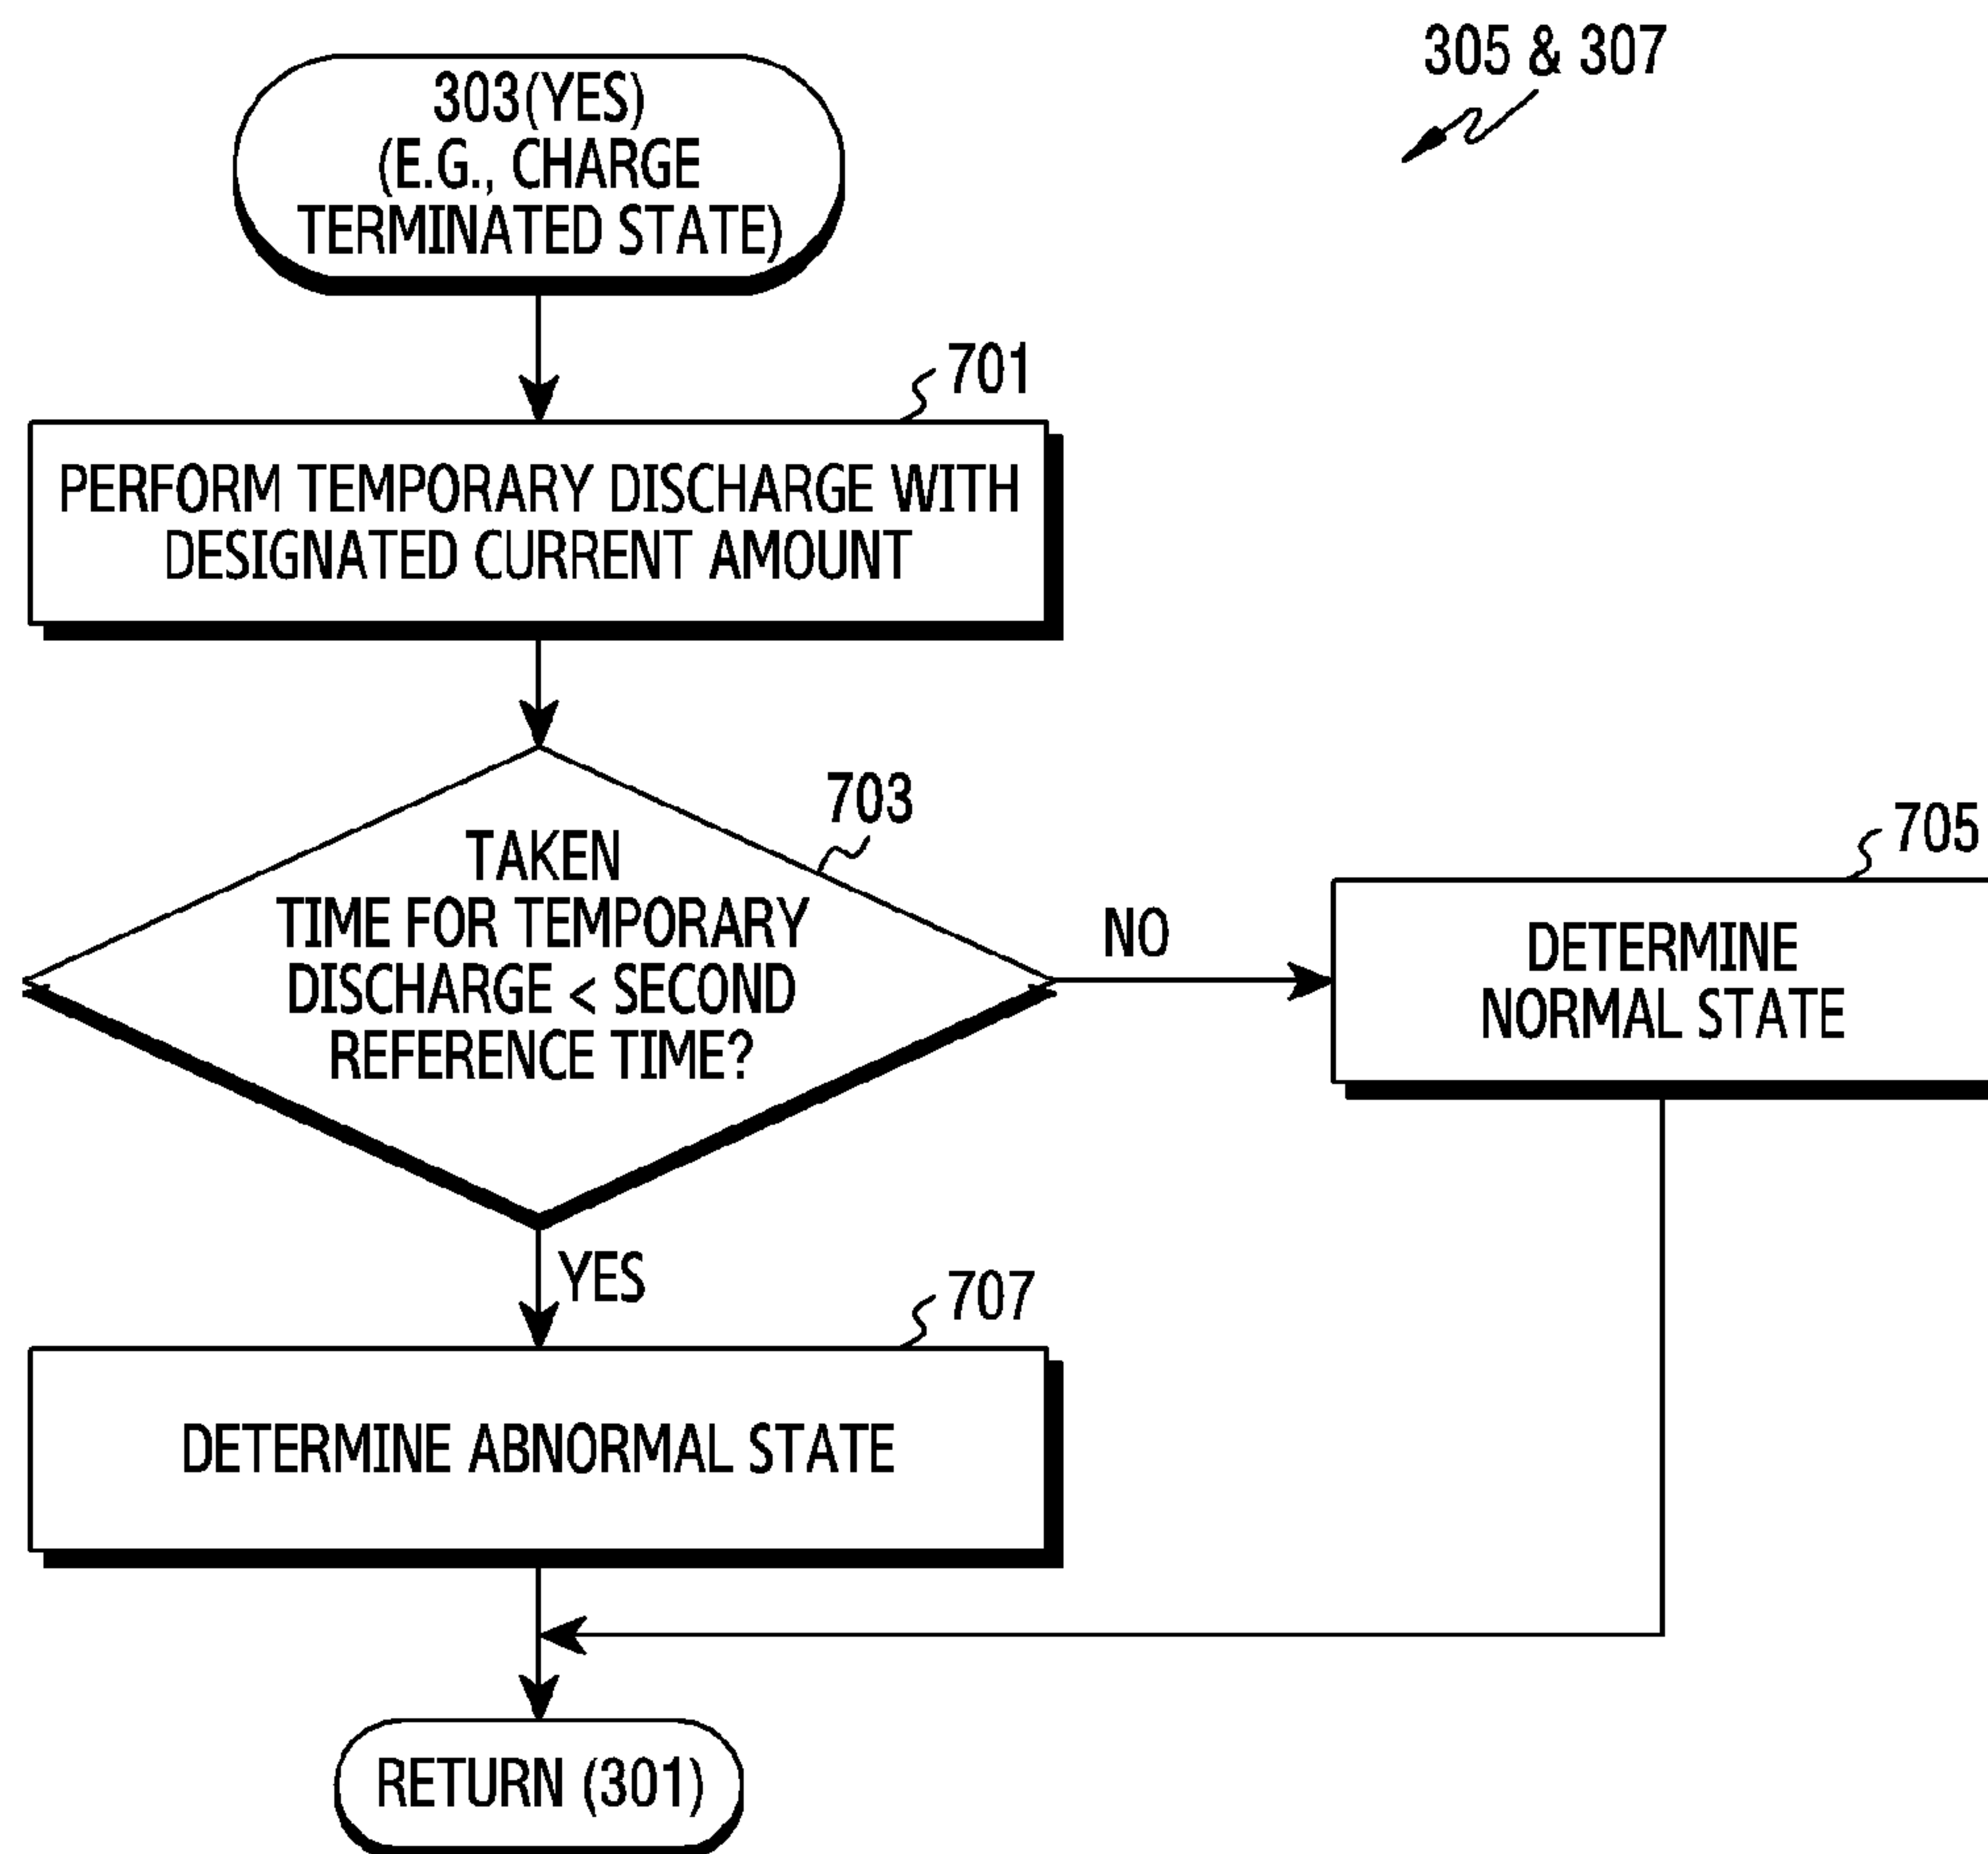 305 & 307
303(YES)
(E.G., CHARGE
TERMINATED STATE)
701
PERFORM TEMPORARY DISCHARGE WITH
DESIGNATED CURRENT AMOUNT
703
TAKEN
TIME FOR TEMPORARY
DISCHARGE < SECOND
REFERENCE TIME?
NO
705
DETERMINE
NORMAL STATE
YES
707
DETERMINE ABNORMAL STATE
RETURN (301)